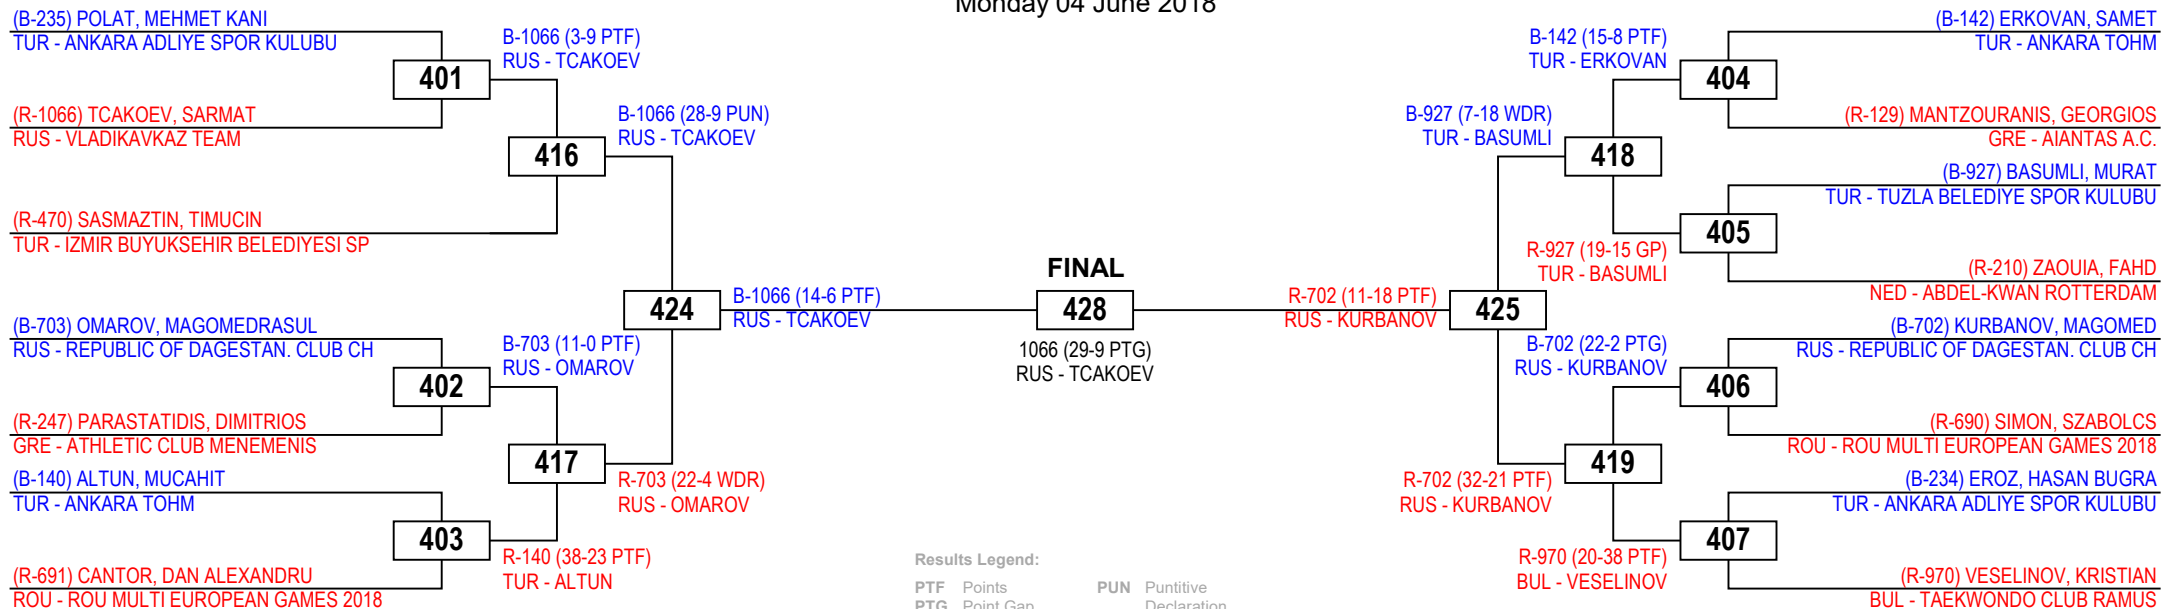 Monday 04 June 2018
(B-235) POLAT, MEHMET KANI
TUR - ANKARA ADLIYE SPOR KULUBU
401
(R-1066) TCAKOEV, SARMAT
RUS - VLADIKAVKAZ TEAM
B-1066 (3-9 PTF)
RUS - TCAKOEV
416
(R-470) SASMAZTIN, TIMUCIN
TUR - IZMIR BUYUKSEHIR BELEDIYESI SP
B-1066 (28-9 PUN)
RUS - TCAKOEV
424
(B-703) OMAROV, MAGOMEDRASUL
RUS - REPUBLIC OF DAGESTAN. CLUB CH
402
(R-247) PARASTATIDIS, DIMITRIOS
GRE - ATHLETIC CLUB MENEMENIS
B-703 (11-0 PTF)
RUS - OMAROV
417
(B-140) ALTUN, MUCAHIT
TUR - ANKARA TOHM
403
(R-691) CANTOR, DAN ALEXANDRU
ROU - ROU MULTI EUROPEAN GAMES 2018
R-140 (38-23 PTF)
TUR - ALTUN
R-703 (22-4 WDR)
RUS - OMAROV
B-1066 (14-6 PTF)
RUS - TCAKOEV
FINAL
428
1066 (29-9 PTG)
RUS - TCAKOEV
R-702 (11-18 PTF)
RUS - KURBANOV
425
B-927 (7-18 WDR)
TUR - BASUMLI
418
B-142 (15-8 PTF)
TUR - ERKOVAN
404
(B-142) ERKOVAN, SAMET
TUR - ANKARA TOHM
(R-129) MANTZOURANIS, GEORGIOS
GRE - AIANTAS A.C.
(B-927) BASUMLI, MURAT
TUR - TUZLA BELEDIYE SPOR KULUBU
405
R-927 (19-15 GP)
TUR - BASUMLI
(R-210) ZAOUIA, FAHD
NED - ABDEL-KWAN ROTTERDAM
(B-702) KURBANOV, MAGOMED
RUS - REPUBLIC OF DAGESTAN. CLUB CH
B-702 (22-2 PTG)
RUS - KURBANOV
406
(R-690) SIMON, SZABOLCS
ROU - ROU MULTI EUROPEAN GAMES 2018
419
R-702 (32-21 PTF)
RUS - KURBANOV
(B-234) EROZ, HASAN BUGRA
TUR - ANKARA ADLIYE SPOR KULUBU
407
R-970 (20-38 PTF)
BUL - VESELINOV
(R-970) VESELINOV, KRISTIAN
BUL - TAEKWONDO CLUB RAMUS
Results Legend:
PTF Points PUN Puntitive
PTG Point Gap Declaration